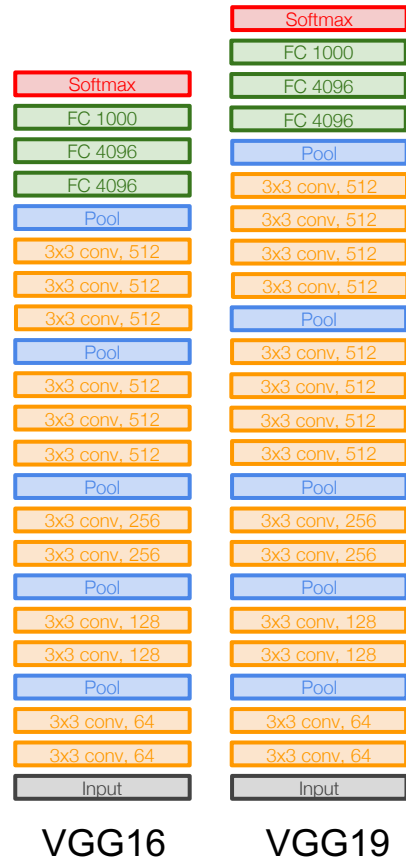 Softmax
FC 1000
FC 4096
FC 4096
Pool
3x3 conv, 512
3x3 conv, 512
3x3 conv, 512
Pool
3x3 conv, 512
3x3 conv, 512
3x3 conv, 512
Pool
3x3 conv, 256
3x3 conv, 256
Pool
3x3 conv, 128
3x3 conv, 128
Pool
3x3 conv, 64
3x3 conv, 64
Input
VGG16
Softmax
FC 1000
FC 4096
FC 4096
Pool
3x3 conv, 512
3x3 conv, 512
3x3 conv, 512
3x3 conv, 512
Pool
3x3 conv, 512
3x3 conv, 512
3x3 conv, 512
3x3 conv, 512
Pool
3x3 conv, 256
3x3 conv, 256
Pool
3x3 conv, 128
3x3 conv, 128
Pool
3x3 conv, 64
3x3 conv, 64
Input
VGG19